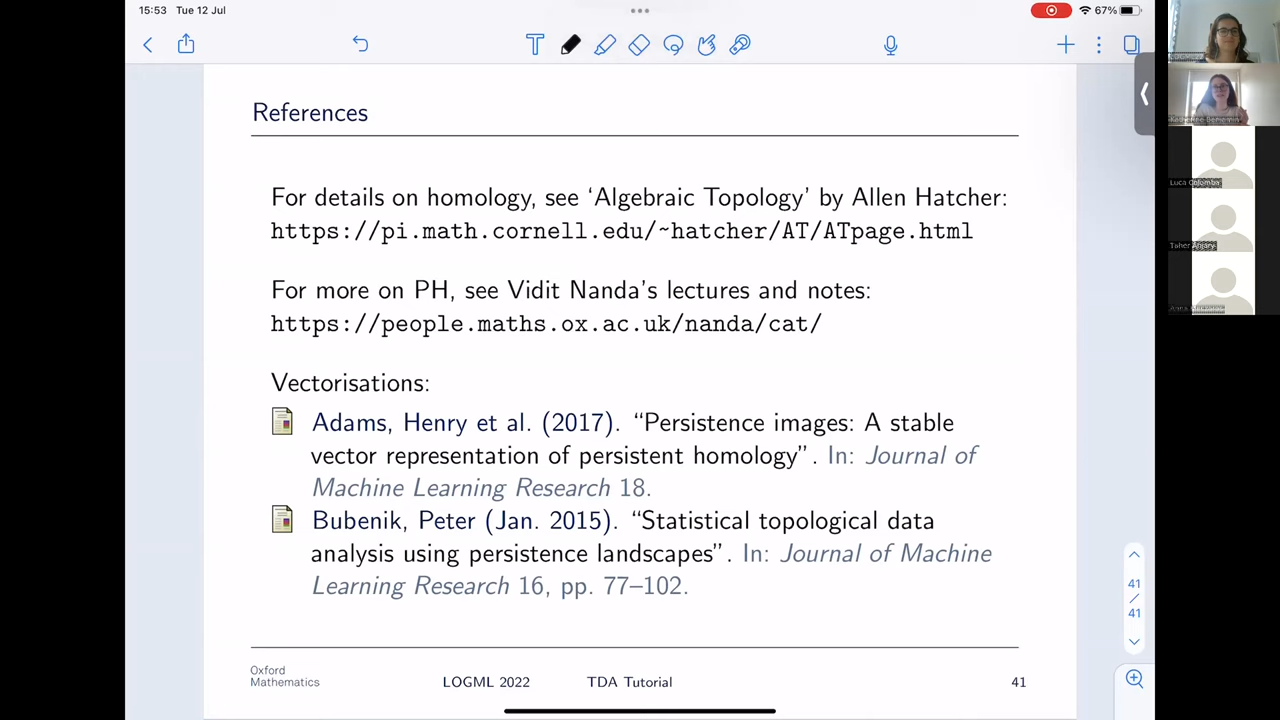 15:53 Tue 12 Jul
67%
References
For details on homology, see ‘Algebraic Topology’ by Allen Hatcher:
https://pi.math.cornell.edu/~hatcher/AT/ATpage.html
For more on PH, see Vidit Nanda’s lectures and notes:
https://people.maths.ox.ac.uk/nanda/cat/
Vectorisations:
Adams, Henry et al. (2017). “Persistence images: A stable
vector representation of persistent homology”. In: Journal of
Machine Learning Research 18.
Bubenik, Peter (Jan. 2015). “Statistical topological data
analysis using persistence landscapes”. In: Journal of Machine
Learning Research 16, pp. 77–102.
41
/
41
Oxford
Mathematics
LOGML 2022 TDA Tutorial 41
Katherine Benjamin
Luca Colomba
Taher